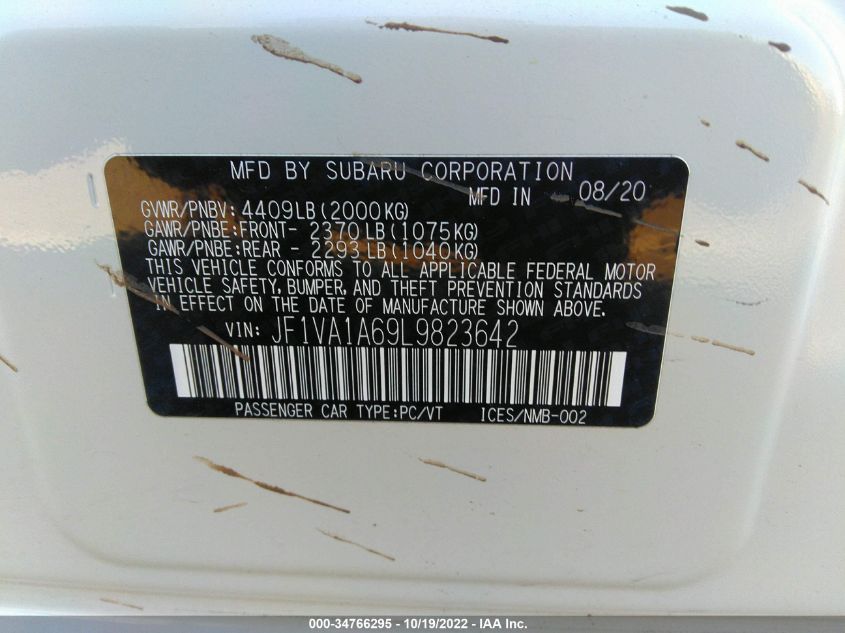 MFD BY SUBARU CORPORATION
MFD IN 08/20
GVWR/PNBV: 4409LB(2000KG)
GAWR/PNBE:FRONT- 2370LB(1075KG)
GAWR/PNBE:REAR - 2293LB(1040KG)
THIS VEHICLE CONFORMS TO ALL APPLICABLE FEDERAL MOTOR
VEHICLE SAFETY, BUMPER, AND THEFT PREVENTION STANDARDS
IN EFFECT ON THE DATE OF MANUFACTURE SHOWN ABOVE.
VIN: JF1VA1A69L9823642
PASSENGER CAR TYPE:PC/VT ICES/NMB-002
000-34766295 - 10/19/2022 - IAA Inc.